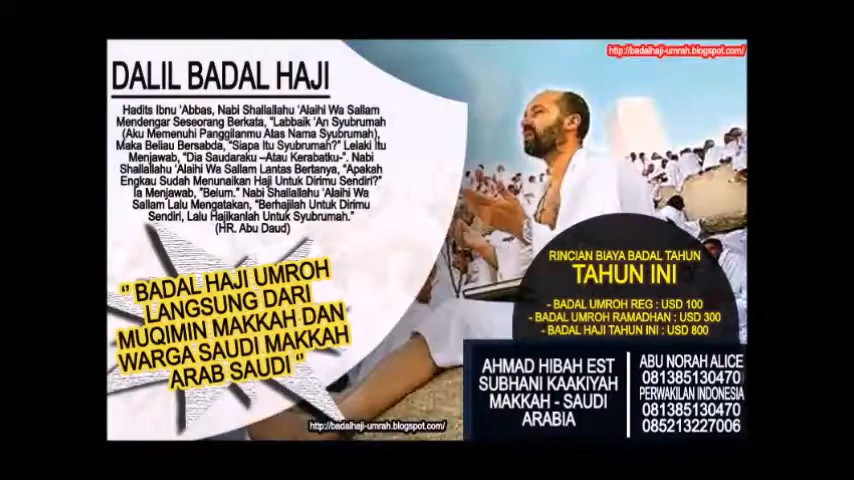 http://badalhaji-umrah.blogspot.com/
DALIL BADAL HAJI
Hadits Ibnu 'Abbas, Nabi Shallallahu 'Alaihi Wa Sallam
Mendengar Seseorang Berkata, "Labbaik 'An Syubrumah
(Aku Memenuhi Panggilanmu Atas Nama Syubrumah),
Maka Beliau Bersabda, "Siapa Itu Syubrumah?" Lelaki Itu
Menjawab, "Dia Saudaraku –Atau Kerabatku-". Nabi
Shallallahu 'Alaihi Wa Sallam Lantas Bertanya, "Apakah
Engkau Sudah Menunaikan Haji Untuk Dirimu Sendiri?"
Ia Menjawab, "Belum." Nabi Shallallahu 'Alaihi Wa
Sallam Lalu Mengatakan, "Berhajilah Untuk Dirimu
Sendiri, Lalu Hajikanlah Untuk Syubrumah."
(HR. Abu Daud)
" BADAL HAJI UMROH
LANGSUNG DARI
MUQIMIN MAKKAH DAN
WARGA SAUDI MAKKAH
ARAB SAUDI "
RINCIAN BIAYA BADAL TAHUN
TAHUN INI
- BADAL UMROH REG : USD 100
- BADAL UMROH RAMADHAN : USD 300
- BADAL HAJI TAHUN INI : USD 800
AHMAD HIBAH EST
SUBHANI KAAKIYAH
MAKKAH - SAUDI
ARABIA
ABU NORAH ALICE
081385130470
PERWAKILAN INDONESIA
081385130470
085213227006
http://badalhaji-umrah.blogspot.com/